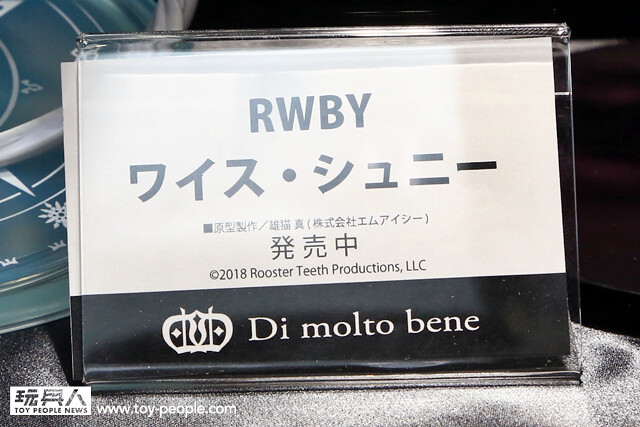 RWBY
ワイス・シュニー
■原型製作／雄猫 真(株式会社エムアイシー)
発売中
©2018 Rooster Teeth Productions, LLC
Di molto bene
玩具人
TOY PEOPLE NEWS
www.toy-people.com